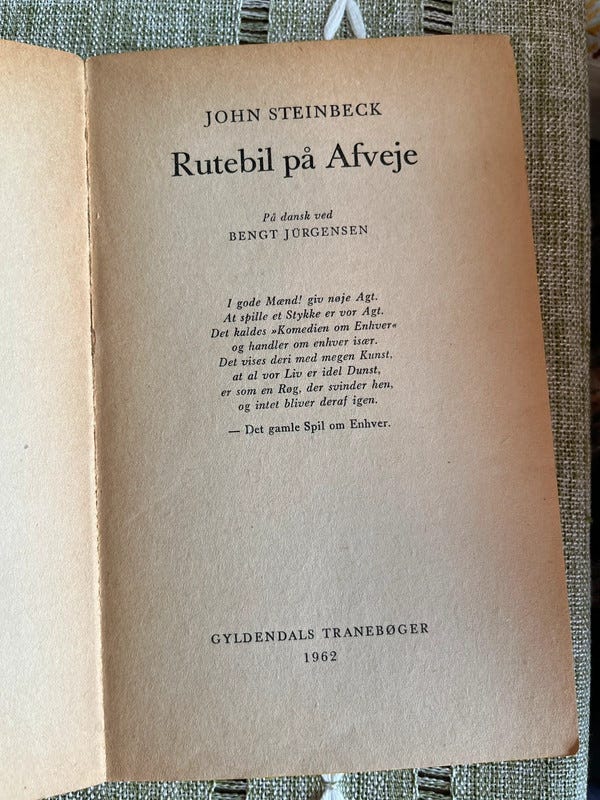 JOHN STEINBECK
Rutebil på Afveje
På dansk ved
BENGT JÜRGENSEN
I gode Mænd! giv nøje Agt.
At spille et Stykke er vor Agt.
Det kaldes »Komedien om Enhver«
og handler om enhver især.
Det vises deri med megen Kunst,
at al vor Liv er idel Dunst,
er som en Røg, der svinder hen,
og intet bliver deraf igen.
— Det gamle Spil om Enhver.
GYLDENDALS TRANEBØGER
1962